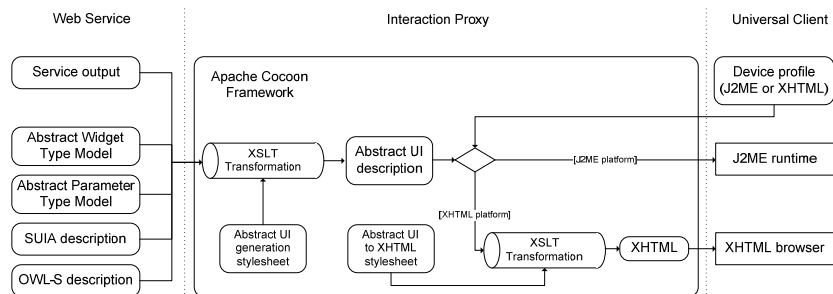 Web Service
Interaction Proxy
Universal Client
Service output
Apache Cocoon
Framework
Device profile
(J2ME or XHTML)
Abstract Widget
Type Model
XSLT
Transformation
Abstract UI
description
[J2ME platform]
J2ME runtime
Abstract Parameter
Type Model
[XHTML platform]
SUIA description
Abstract UI
generation
stylesheet
Abstract UI
to XHTML
stylesheet
XSLT
Transformation
XHTML
XHTML browser
OWL-S description